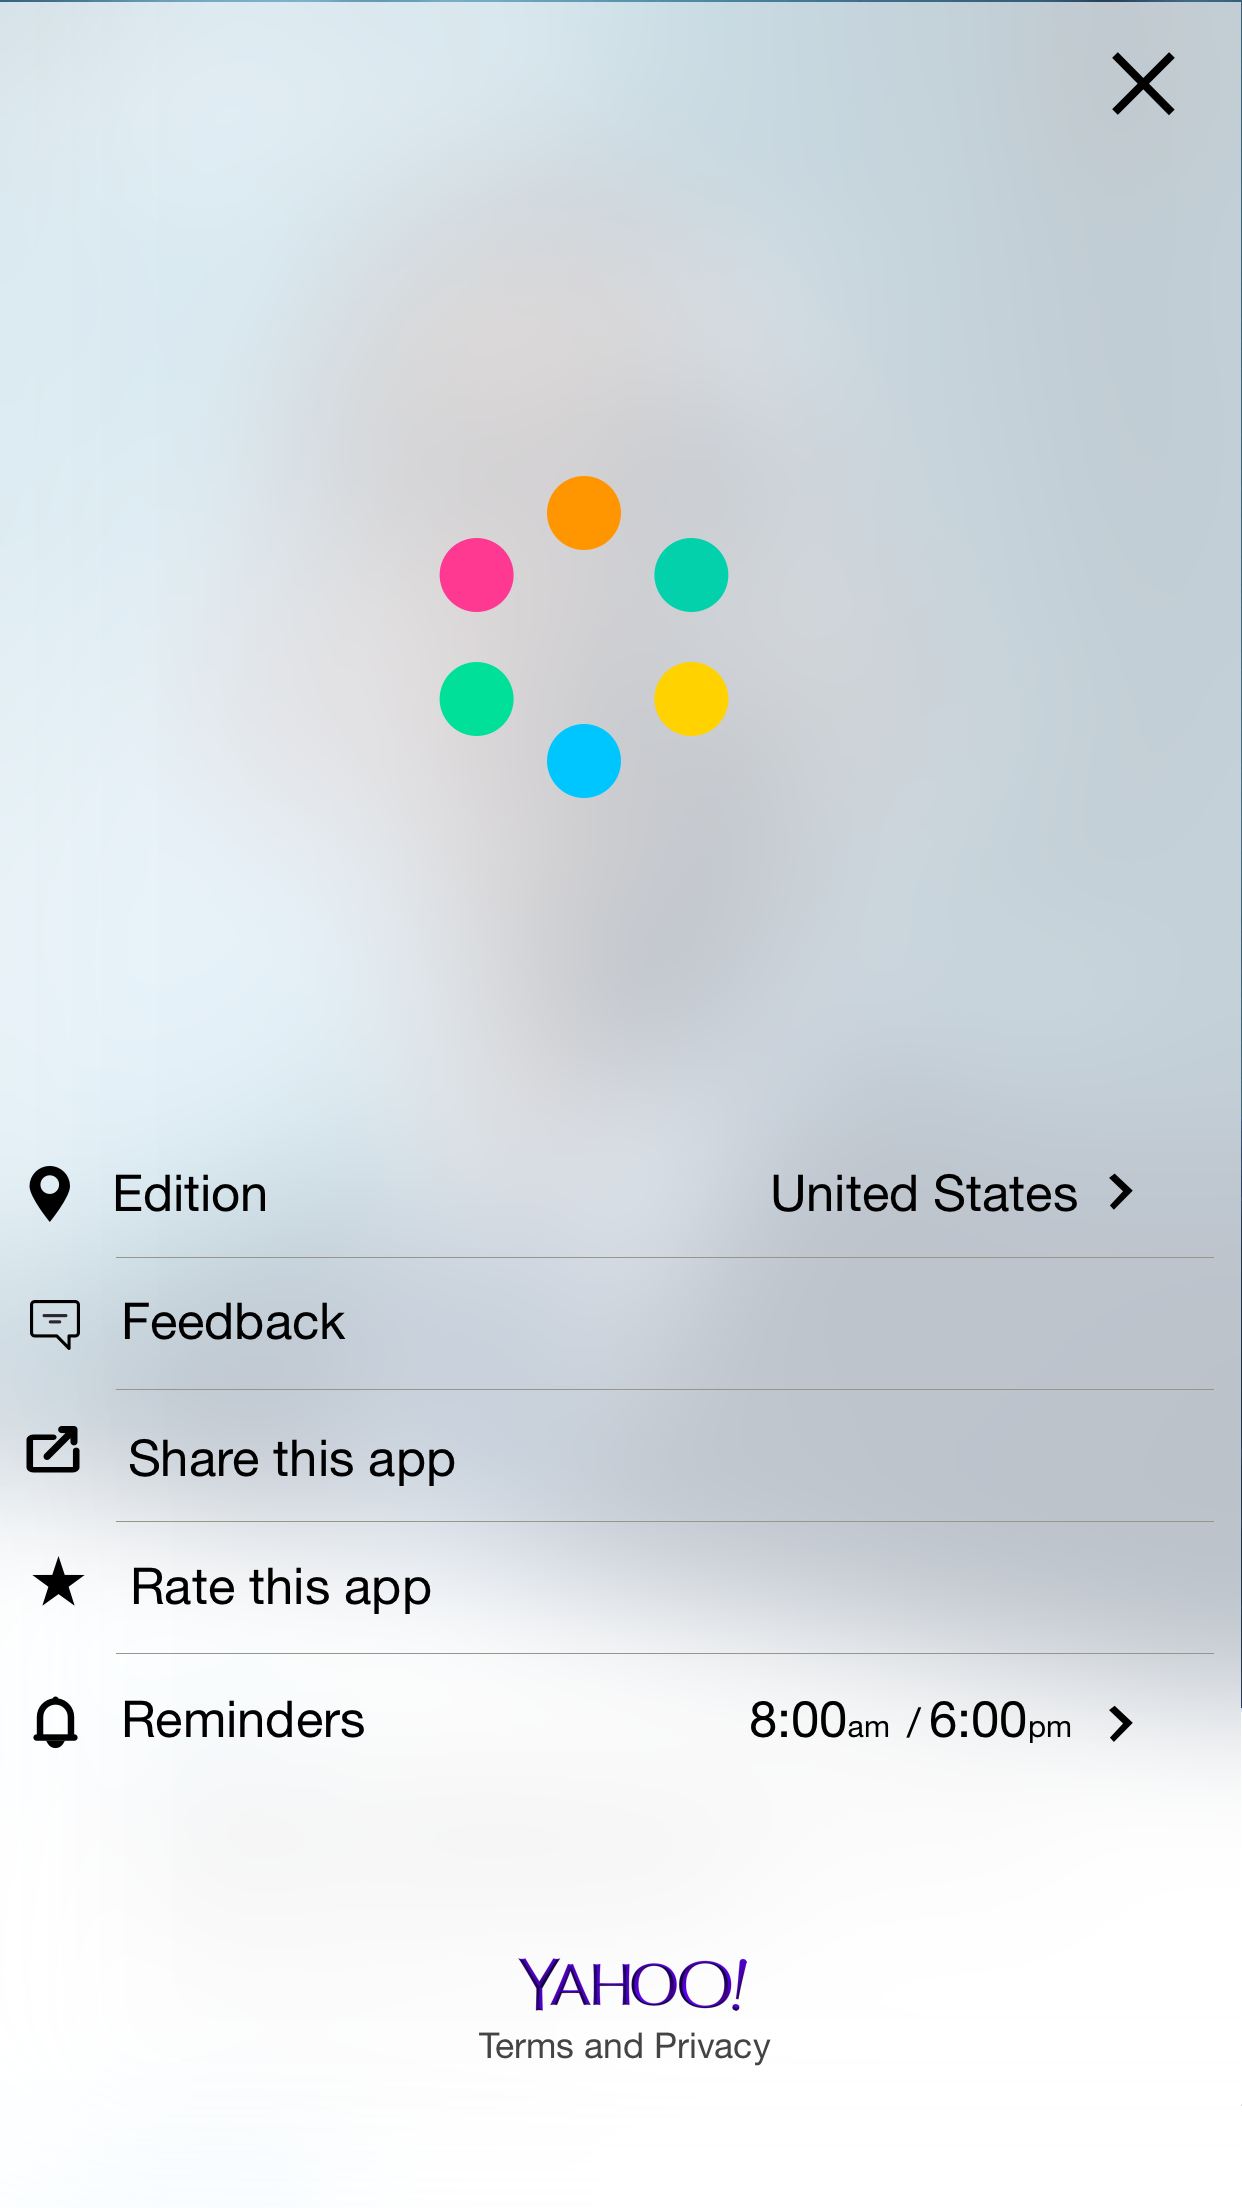 Edition United States
Feedback
Share this app
Rate this app
Reminders 8:00am / 6:00pm
YAHOO!
Terms and Privacy